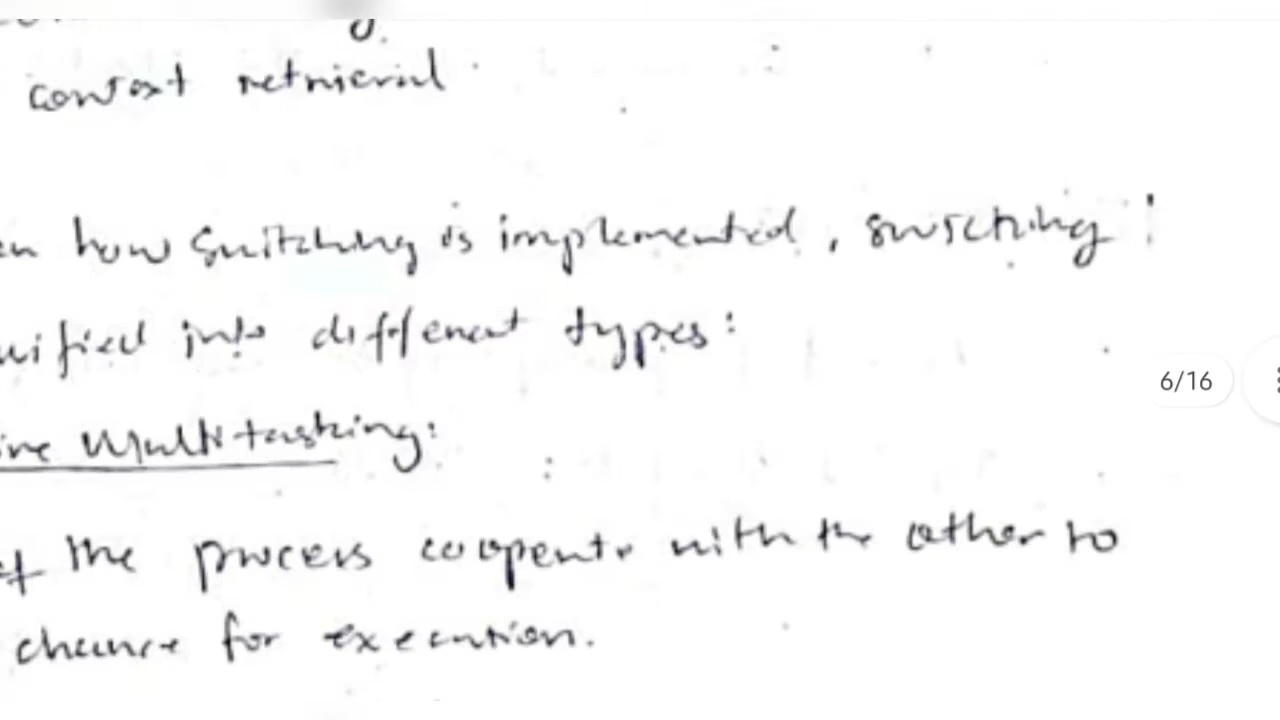 context retrieval
how switching is implemented, switching
into different types:
Multitasking:
6/16
the process cooperate with the other to
chance for execution.